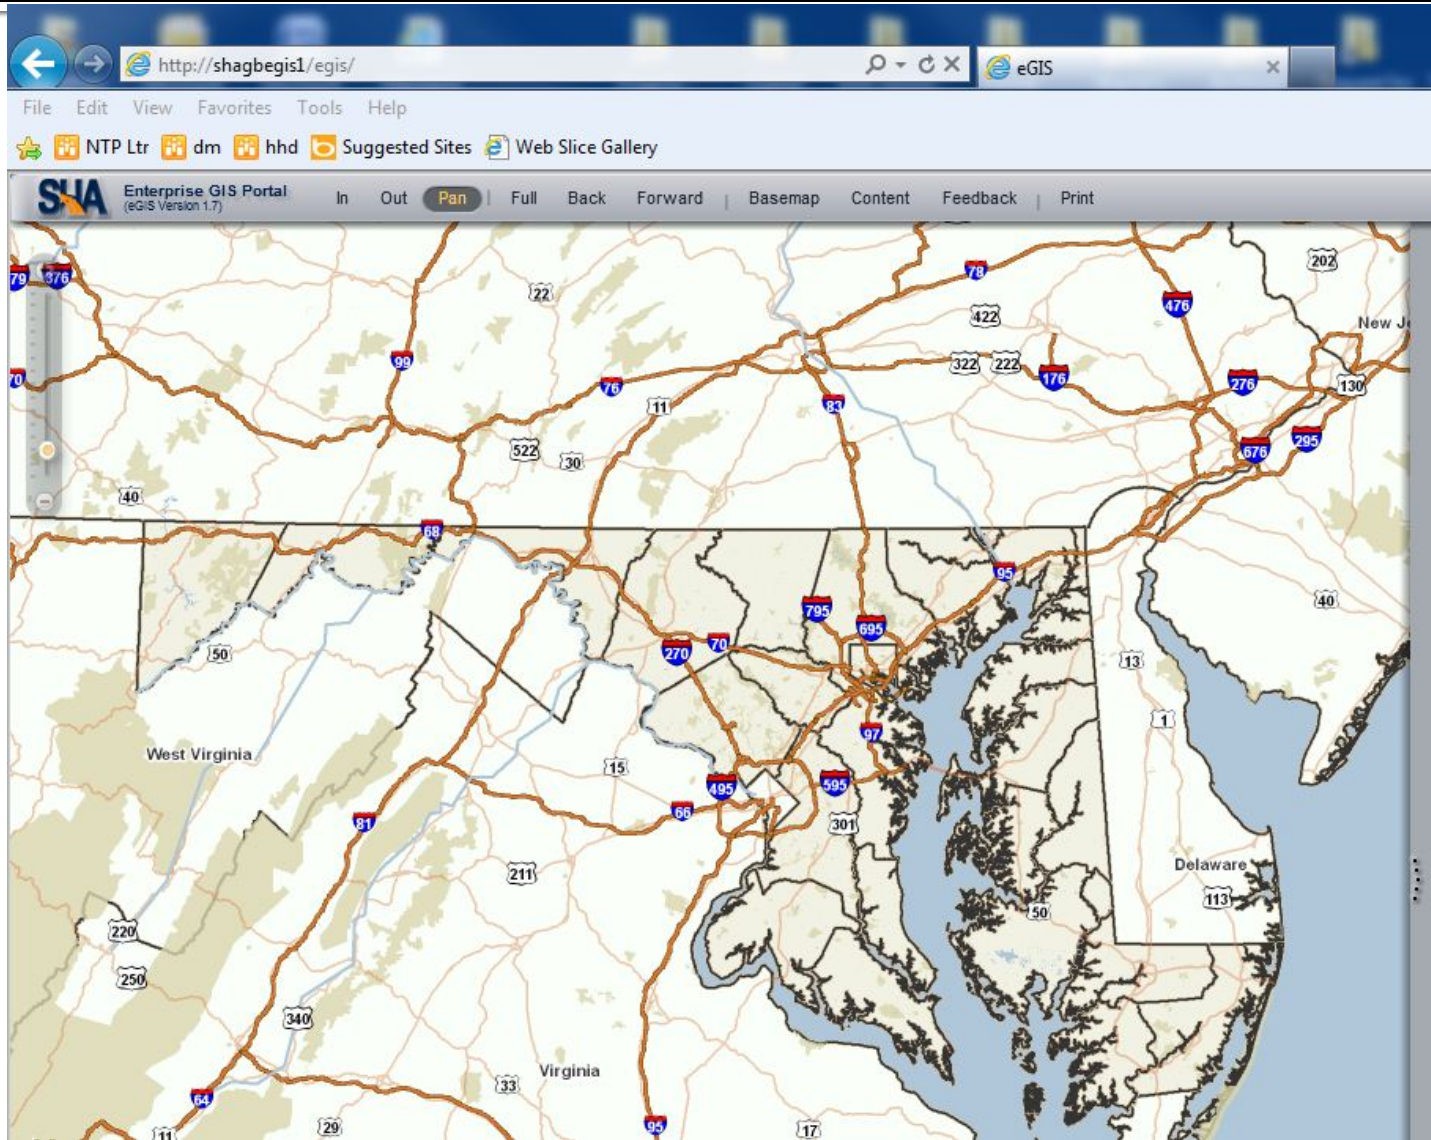 http://shagbegis1/egis/
eGIS
File Edit View Favorites Tools Help
NTP Ltr dm hhd Suggested Sites Web Slice Gallery
SHA Enterprise GIS Portal In Out Pan | Full Back Forward | Basemap Content Feedback | Print
(eGIS Version 1.7)
202
79 376 78
22
476
422
New J
99
322 222
70 176 276
76 130
11 83
295
522 676
30
40
68
95
795 40
695
270 70
50
13
1
97
West Virginia
15
495 595
66
81 301
Delaware
211
113
50
220
250
340
Virginia
33
64
95
11 29 17